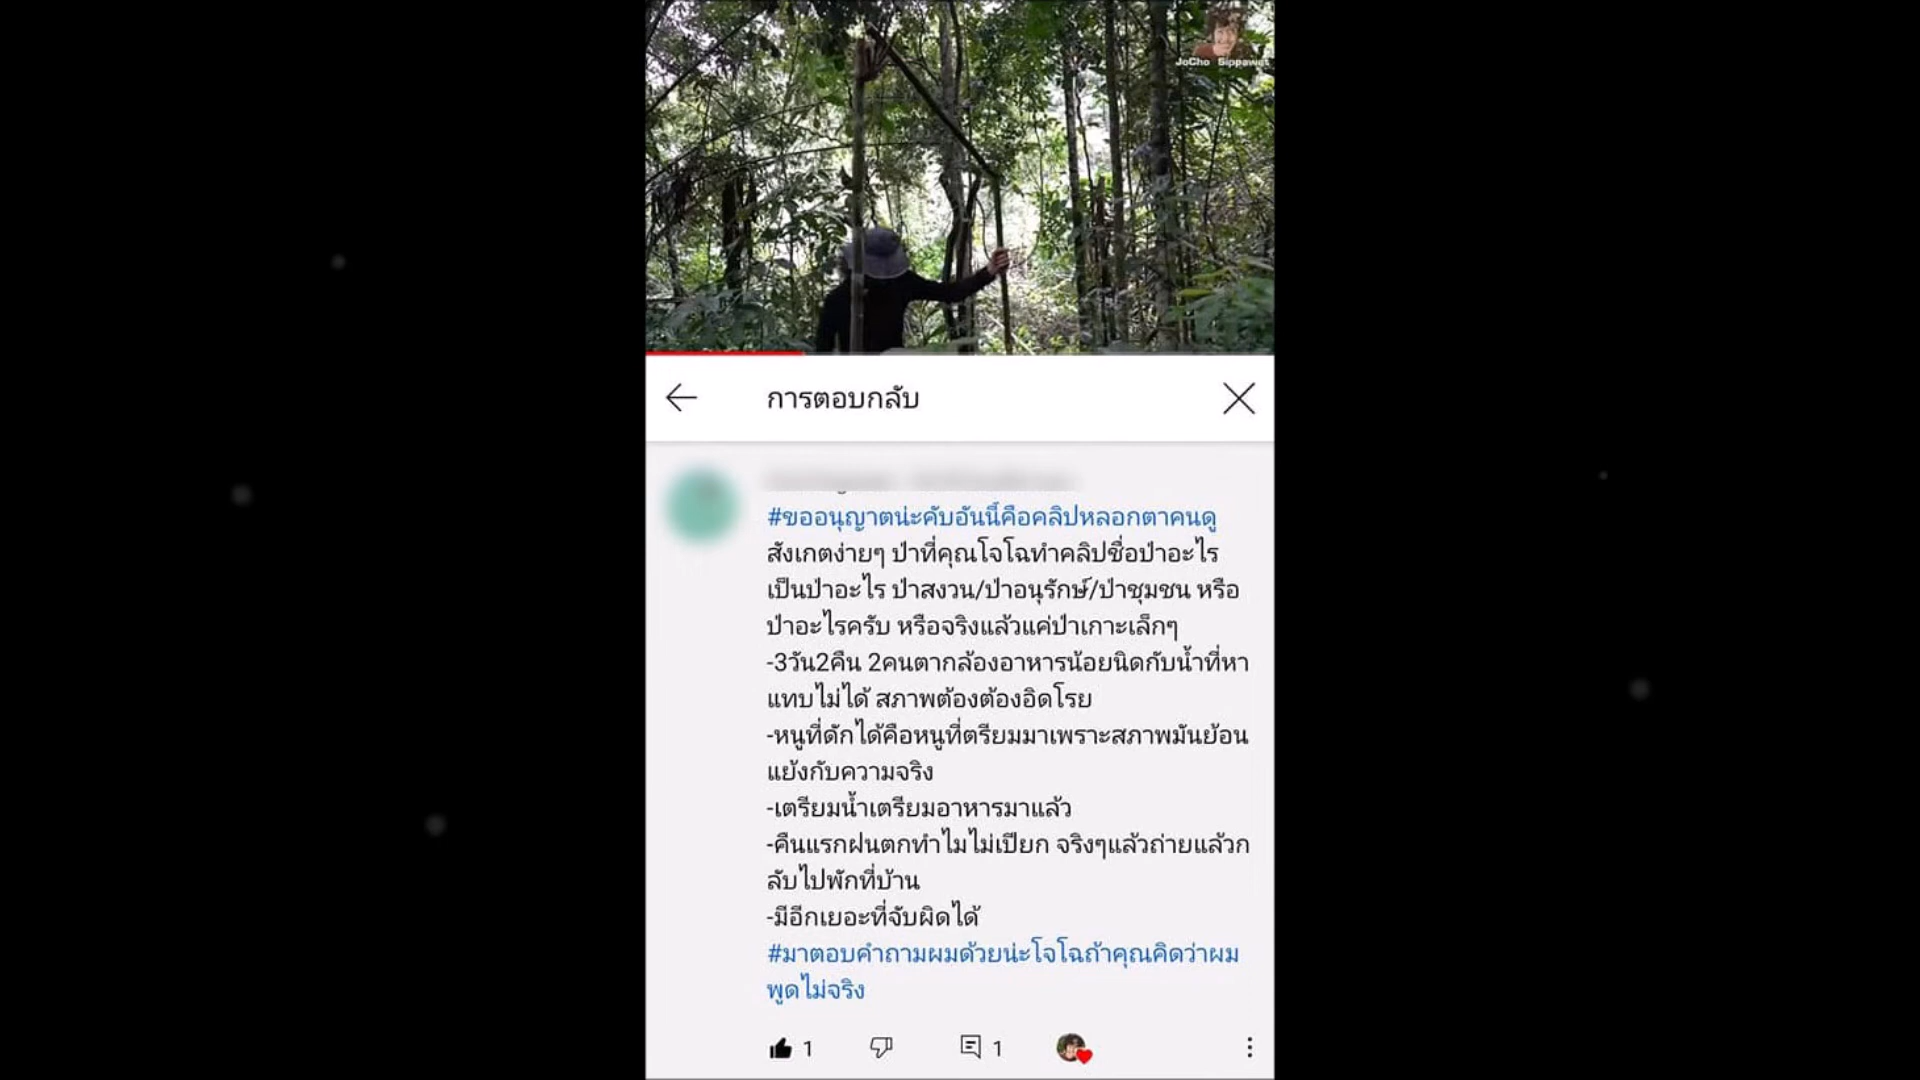 JoCho Sippawat
การตอบกลับ
#ขออนุญาตน่ะคับอันนี้คือคลิปหลอกตาคนดู
สังเกตง่ายๆ ป่าที่คุณโจโฉทำคลิปชื่อป่าอะไร
เป็นป่าอะไร ป่าสงวน/ป่าอนุรักษ์/ป่าชุมชน หรือ
ป่าอะไรครับ หรือจริงแล้วแค่ป่าเกาะเล็กๆ
-3วัน2คืน 2คนตากล้องอาหารน้อยนิดกับน้ำที่หา
แทบไม่ได้ สภาพต้องต้องอิดโรย
-หนูที่ดักได้คือหนูที่ตรียมมาเพราะสภาพมันย้อน
แย้งกับความจริง
-เตรียมน้ำเตรียมอาหารมาแล้ว
-คืนแรกฝนตกทำไมไม่เปียก จริงๆแล้วถ่ายแล้วก
ลับไปพักที่บ้าน
-มีอีกเยอะที่จับผิดได้
#มาตอบคำถามผมด้วยน่ะโจโฉถ้าคุณคิดว่าผม
พูดไม่จริง
1 1